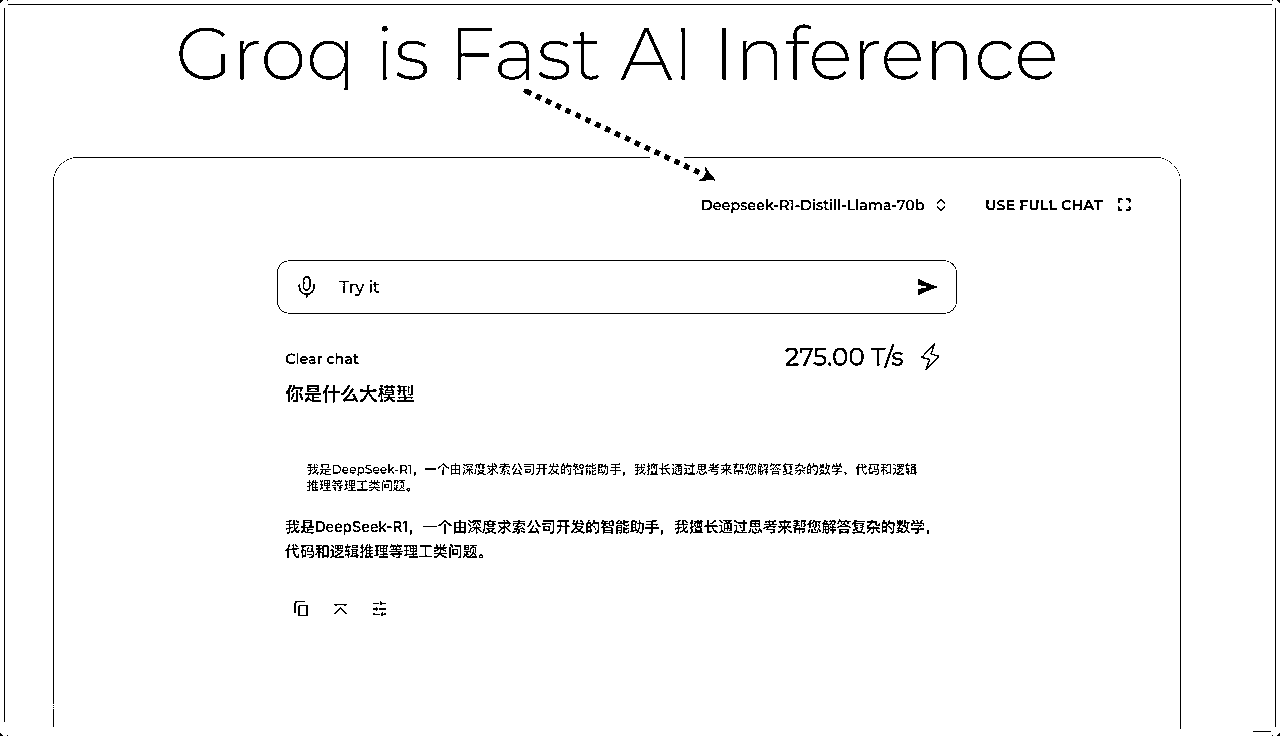 Groq is Fast AI Inference
Deepseek-R1-Distill-Llama-70b
USE FULL CHAT
Try it
Clear chat
275.00 T/s
你是什么大模型
我是DeepSeek-R1，一个由深度求索公司开发的智能助手，我擅长通过思考来帮您解答复杂的数学、代码和逻辑
推理等理工类问题。
我是DeepSeek-R1，一个由深度求索公司开发的智能助手，我擅长通过思考来帮您解答复杂的数学，
代码和逻辑推理等理工类问题。